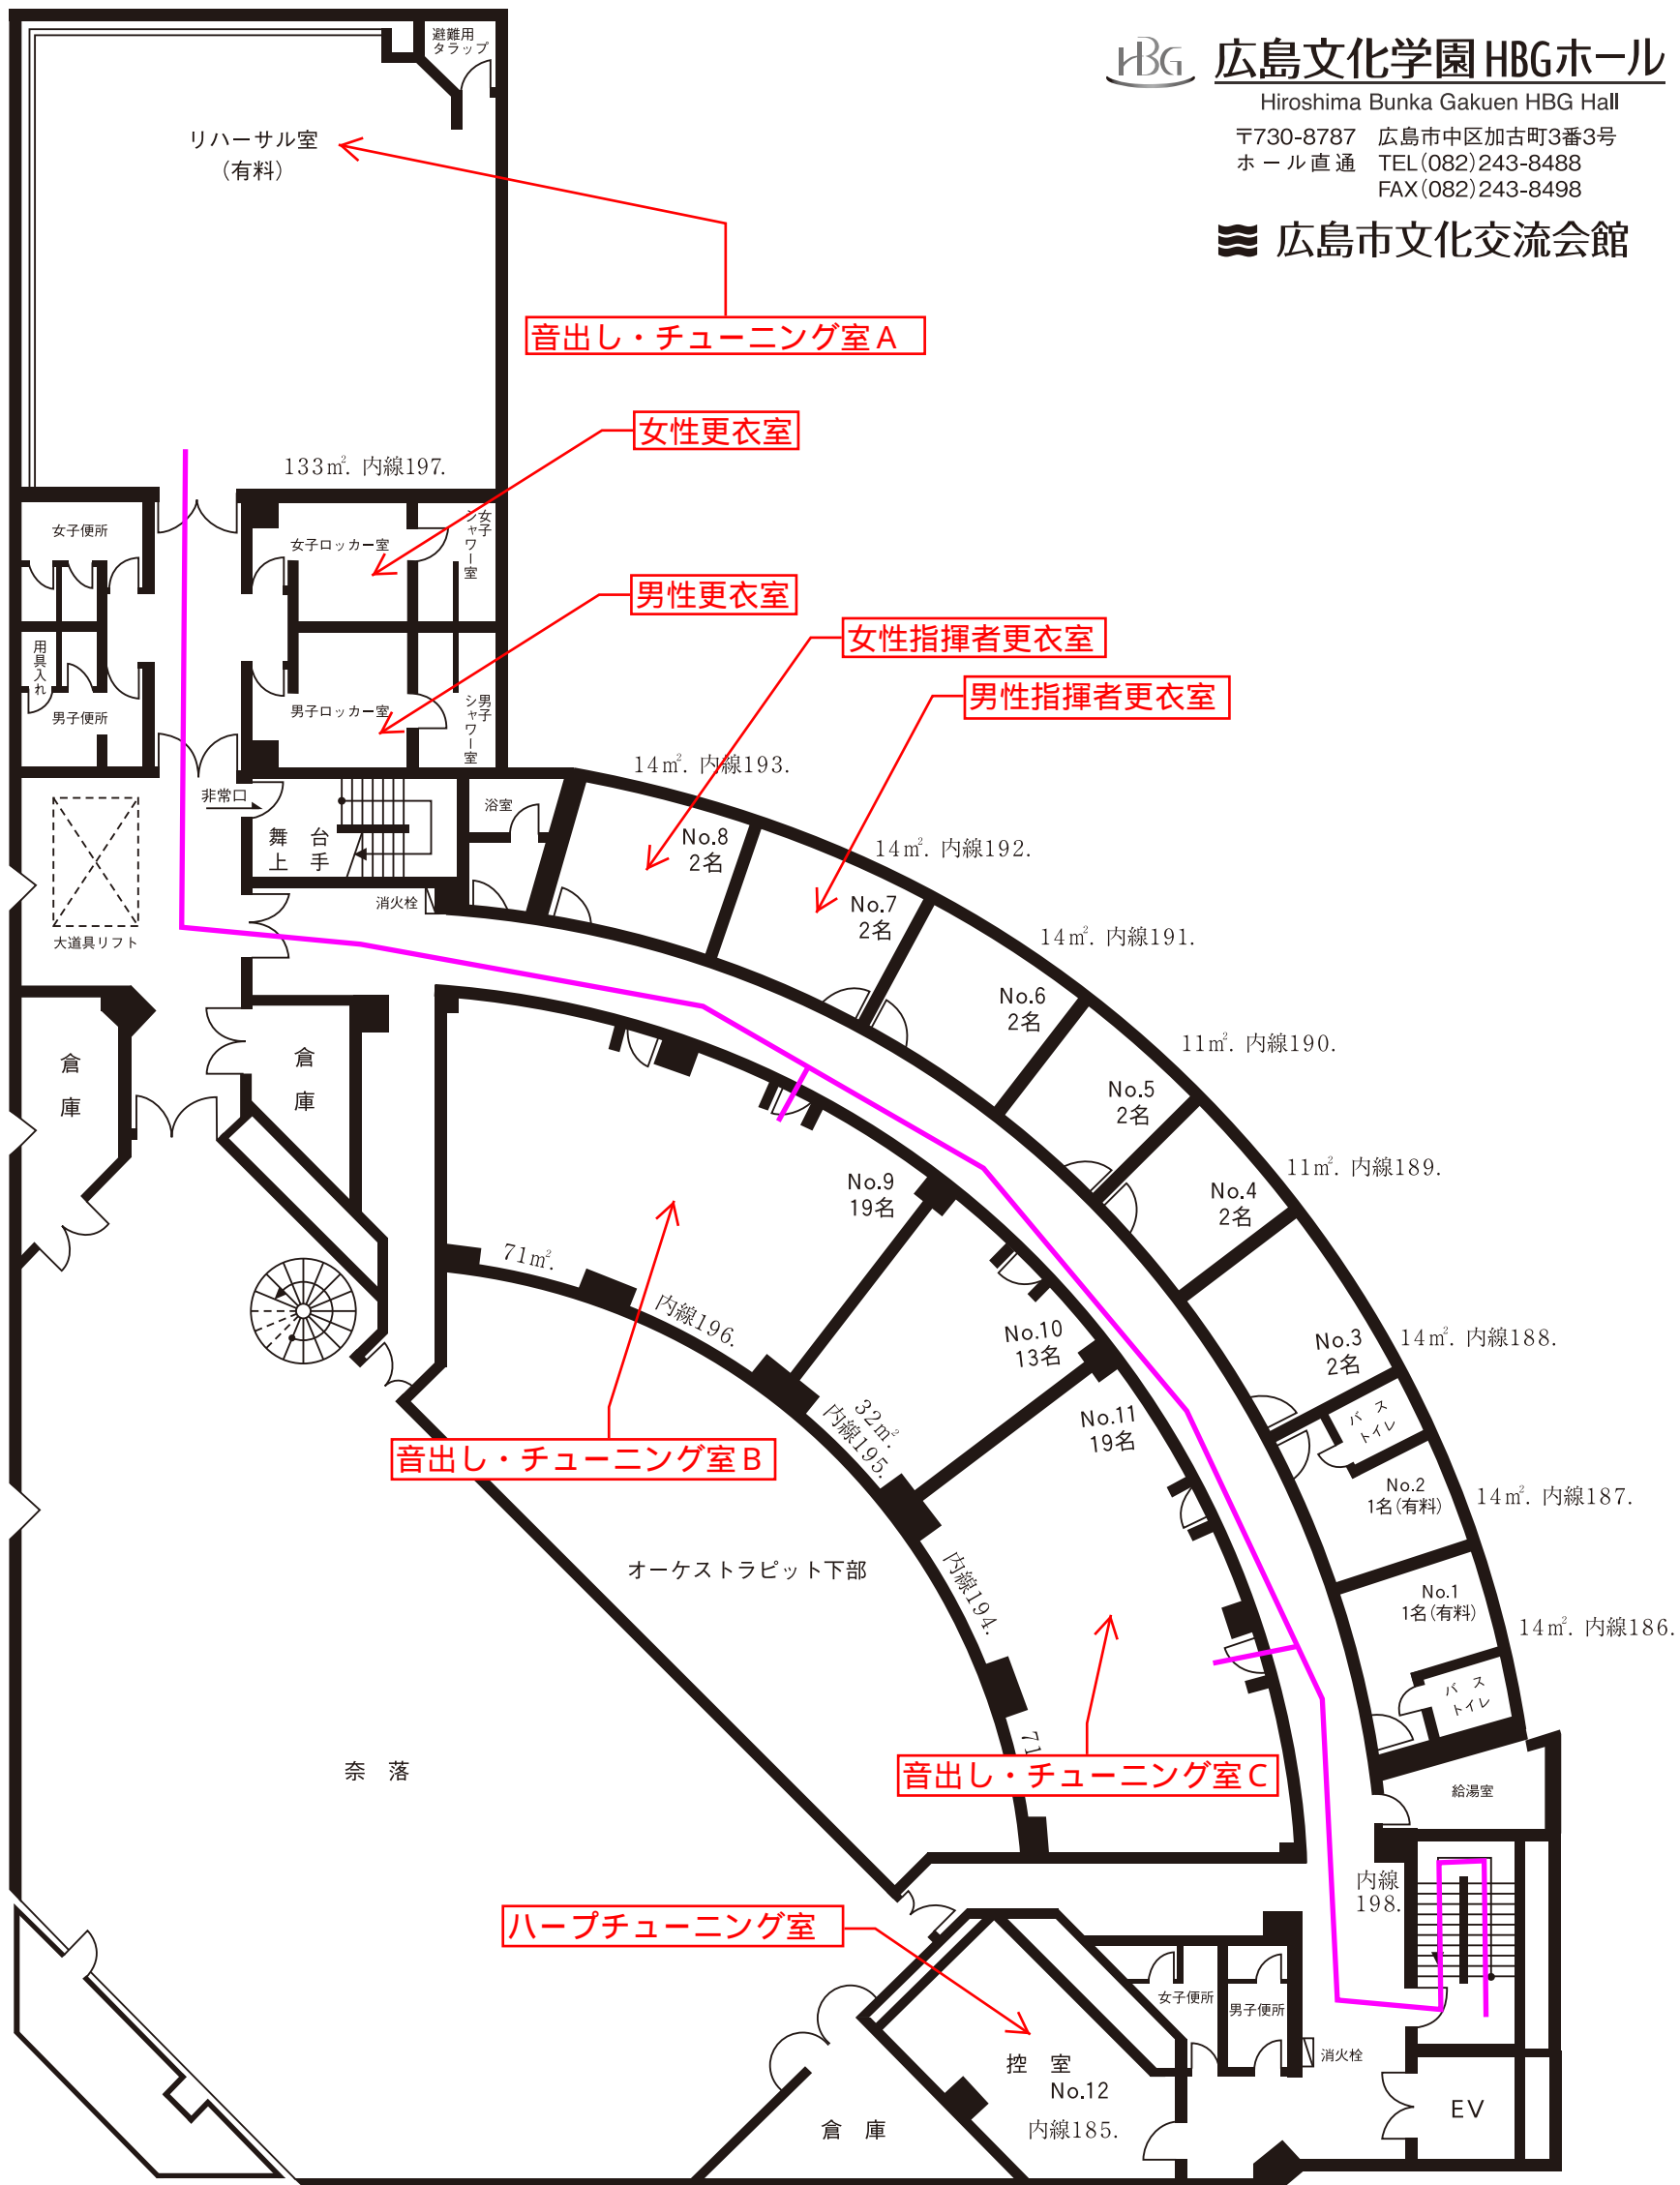 避難用
タラップ
HBG 広島文化学園 HBGホール
Hiroshima Bunka Gakuen HBG Hall
〒730-8787 広島市中区加古町3番3号
ホール直通 TEL(082)243-8488
FAX(082)243-8498
広島市文化交流会館
リハーサル室
(有料)
音出し・チューニング室A
女性更衣室
133㎡. 内線197.
女子便所
女子ロッカー室
女子
シャワー室
男性更衣室
女性指揮者更衣室
用具入れ
男性指揮者更衣室
男子便所
男子ロッカー室
男子
シャワー室
14㎡. 内線193.
非常口
舞台
上手
浴室
No.8
2名
14㎡. 内線192.
消火栓
No.7
2名
大道具リフト
14㎡. 内線191.
No.6
2名
倉庫
倉庫
11㎡. 内線190.
No.5
2名
No.9
19名
11㎡. 内線189.
No.4
2名
71㎡.
内線196.
No.10
13名
No.3
2名
14㎡. 内線188.
32㎡.
内線195.
No.11
19名
バス
トイレ
音出し・チューニング室B
No.2
1名(有料)
14㎡. 内線187.
オーケストラピット下部
内線194.
No.1
1名(有料)
14㎡. 内線186.
バス
トイレ
71
奈落
音出し・チューニング室C
給湯室
内線
198.
ハープチューニング室
女子便所
男子便所
消火栓
控室
No.12
内線185.
倉庫
EV